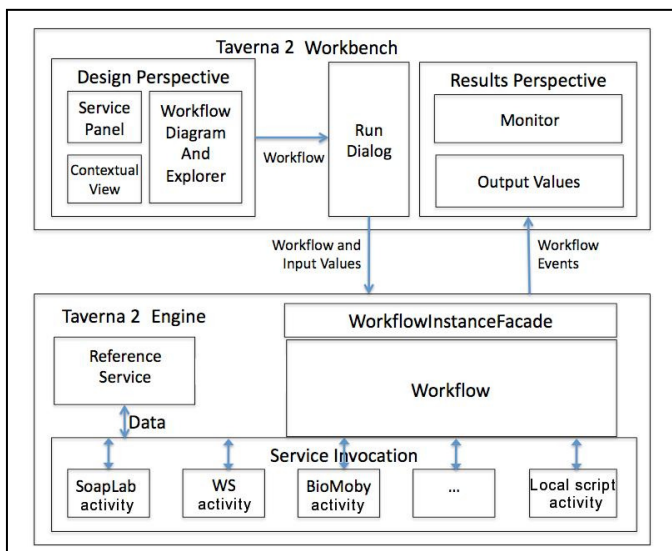 Taverna 2 Workbench
Design Perspective
Service
Panel
Contextual
View
Workflow
Diagram
And
Explorer
Workflow
Run
Dialog
Results Perspective
Monitor
Output Values
Workflow and
Input Values
Workflow
Events
Taverna 2 Engine
WorkflowInstanceFacade
Reference
Service
Workflow
Data
Service Invocation
SoapLab
activity
WS
activity
BioMoby
activity
...
Local script
activity